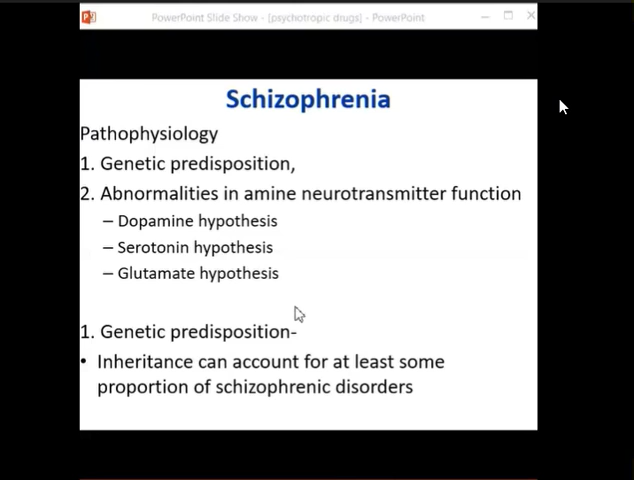 PowerPoint Slide Show - [psychotropic drugs] - PowerPoint
Schizophrenia
Pathophysiology
1. Genetic predisposition,
2. Abnormalities in amine neurotransmitter function
– Dopamine hypothesis
– Serotonin hypothesis
– Glutamate hypothesis
1. Genetic predisposition-
• Inheritance can account for at least some
proportion of schizophrenic disorders